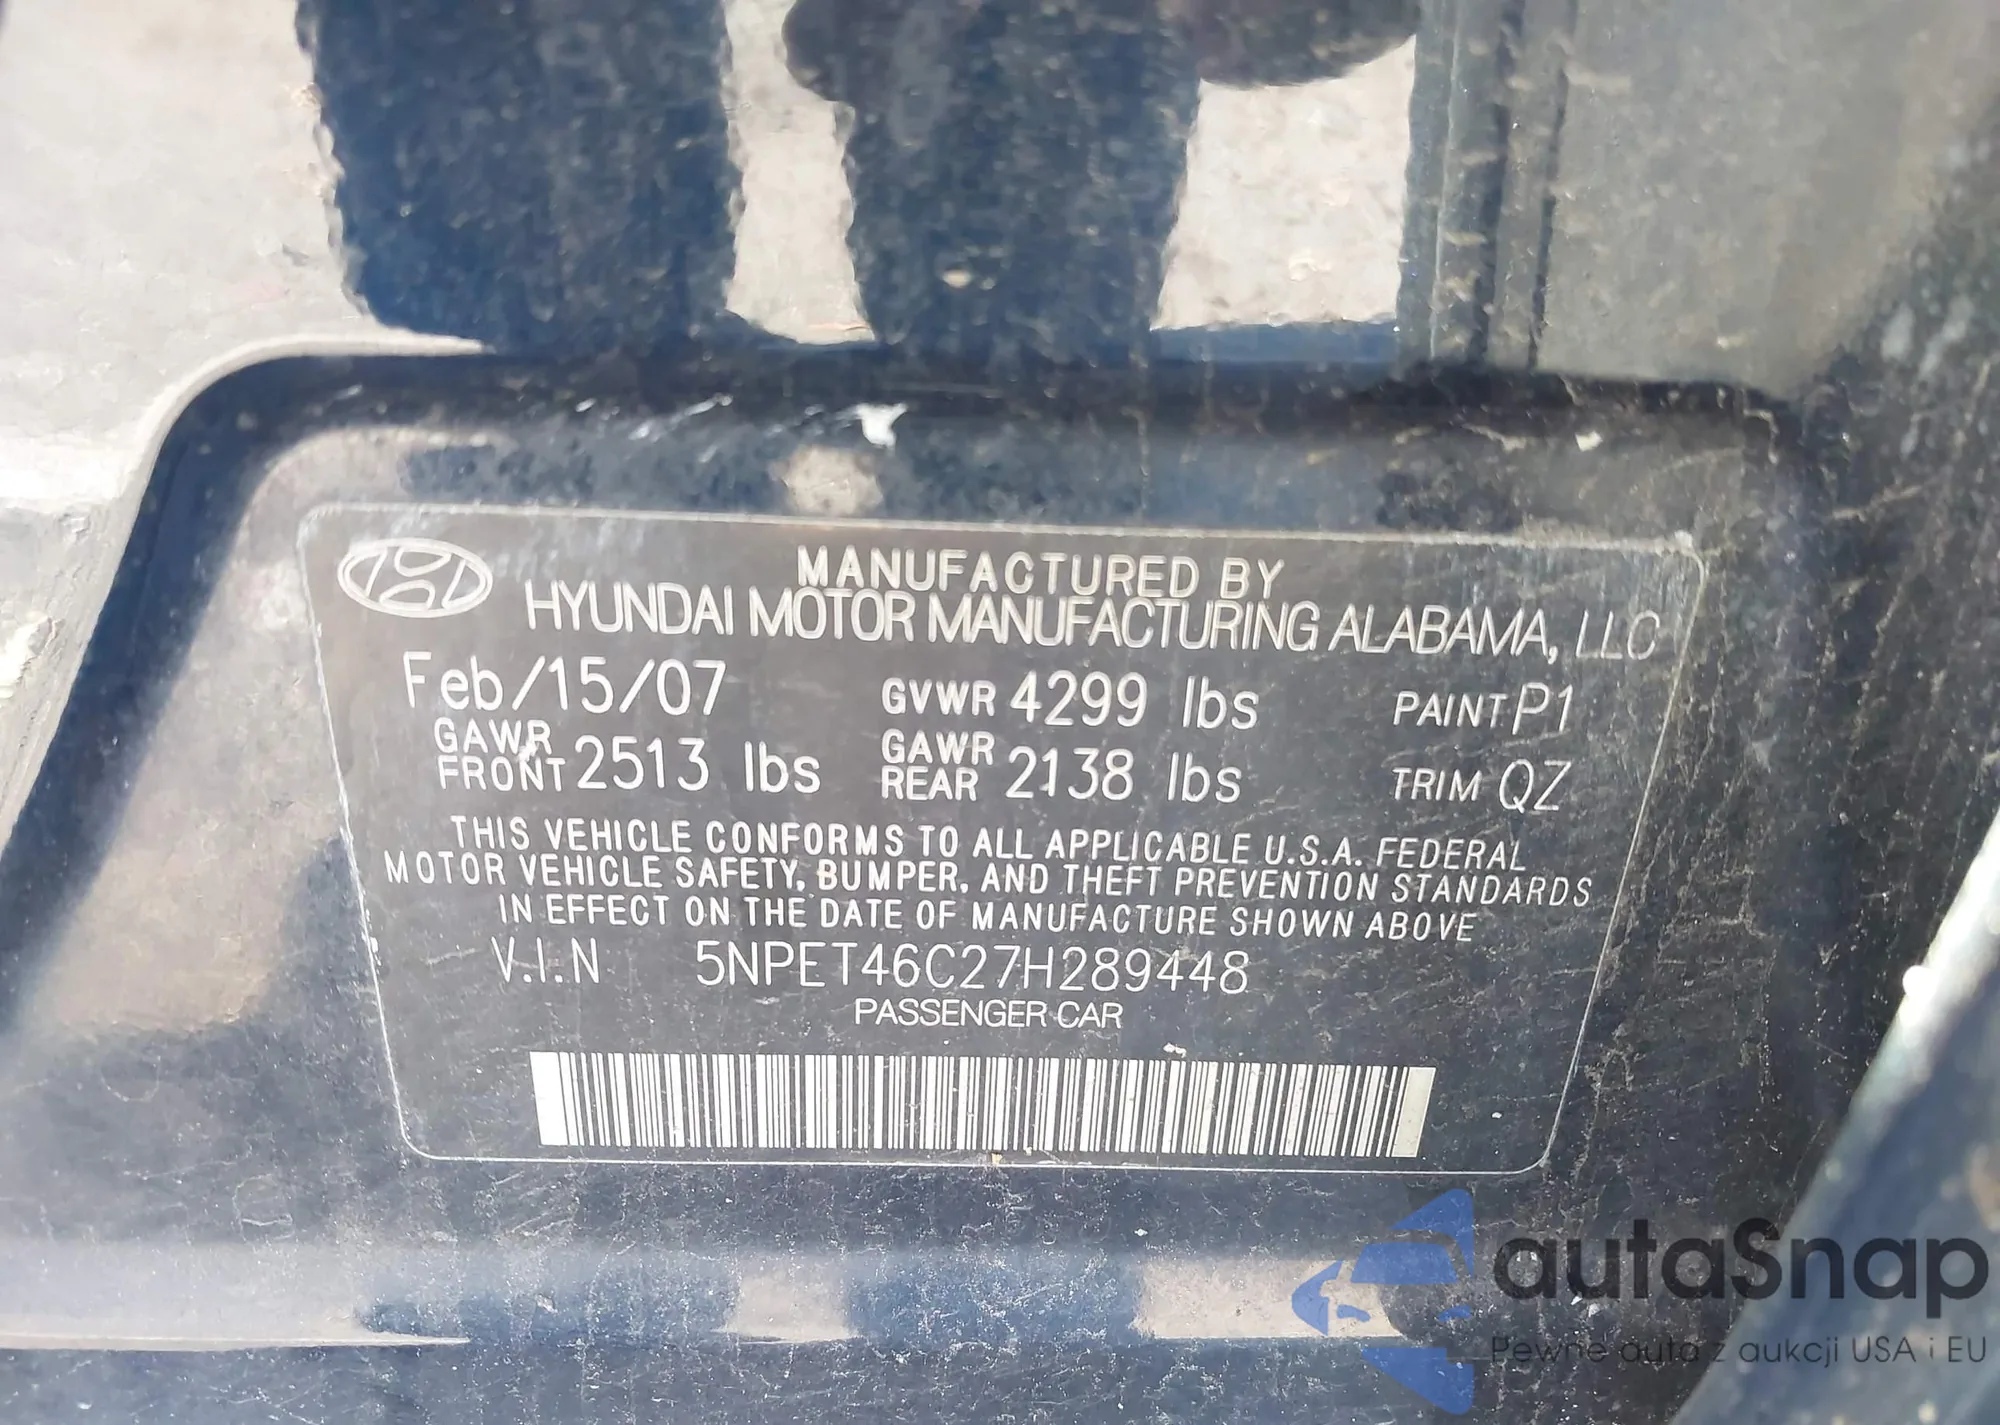 MANUFACTURED BY
HYUNDAI MOTOR MANUFACTURING ALABAMA, LLC
Feb/15/07 GVWR 4299 lbs PAINT P1
GAWR FRONT 2513 lbs GAWR REAR 2138 lbs TRIM QZ
THIS VEHICLE CONFORMS TO ALL APPLICABLE U.S.A. FEDERAL
MOTOR VEHICLE SAFETY, BUMPER, AND THEFT PREVENTION STANDARDS
IN EFFECT ON THE DATE OF MANUFACTURE SHOWN ABOVE
V.I.N 5NPET46C27H289448
PASSENGER CAR
autaSnap
Pewne auta z aukcji USA i EU